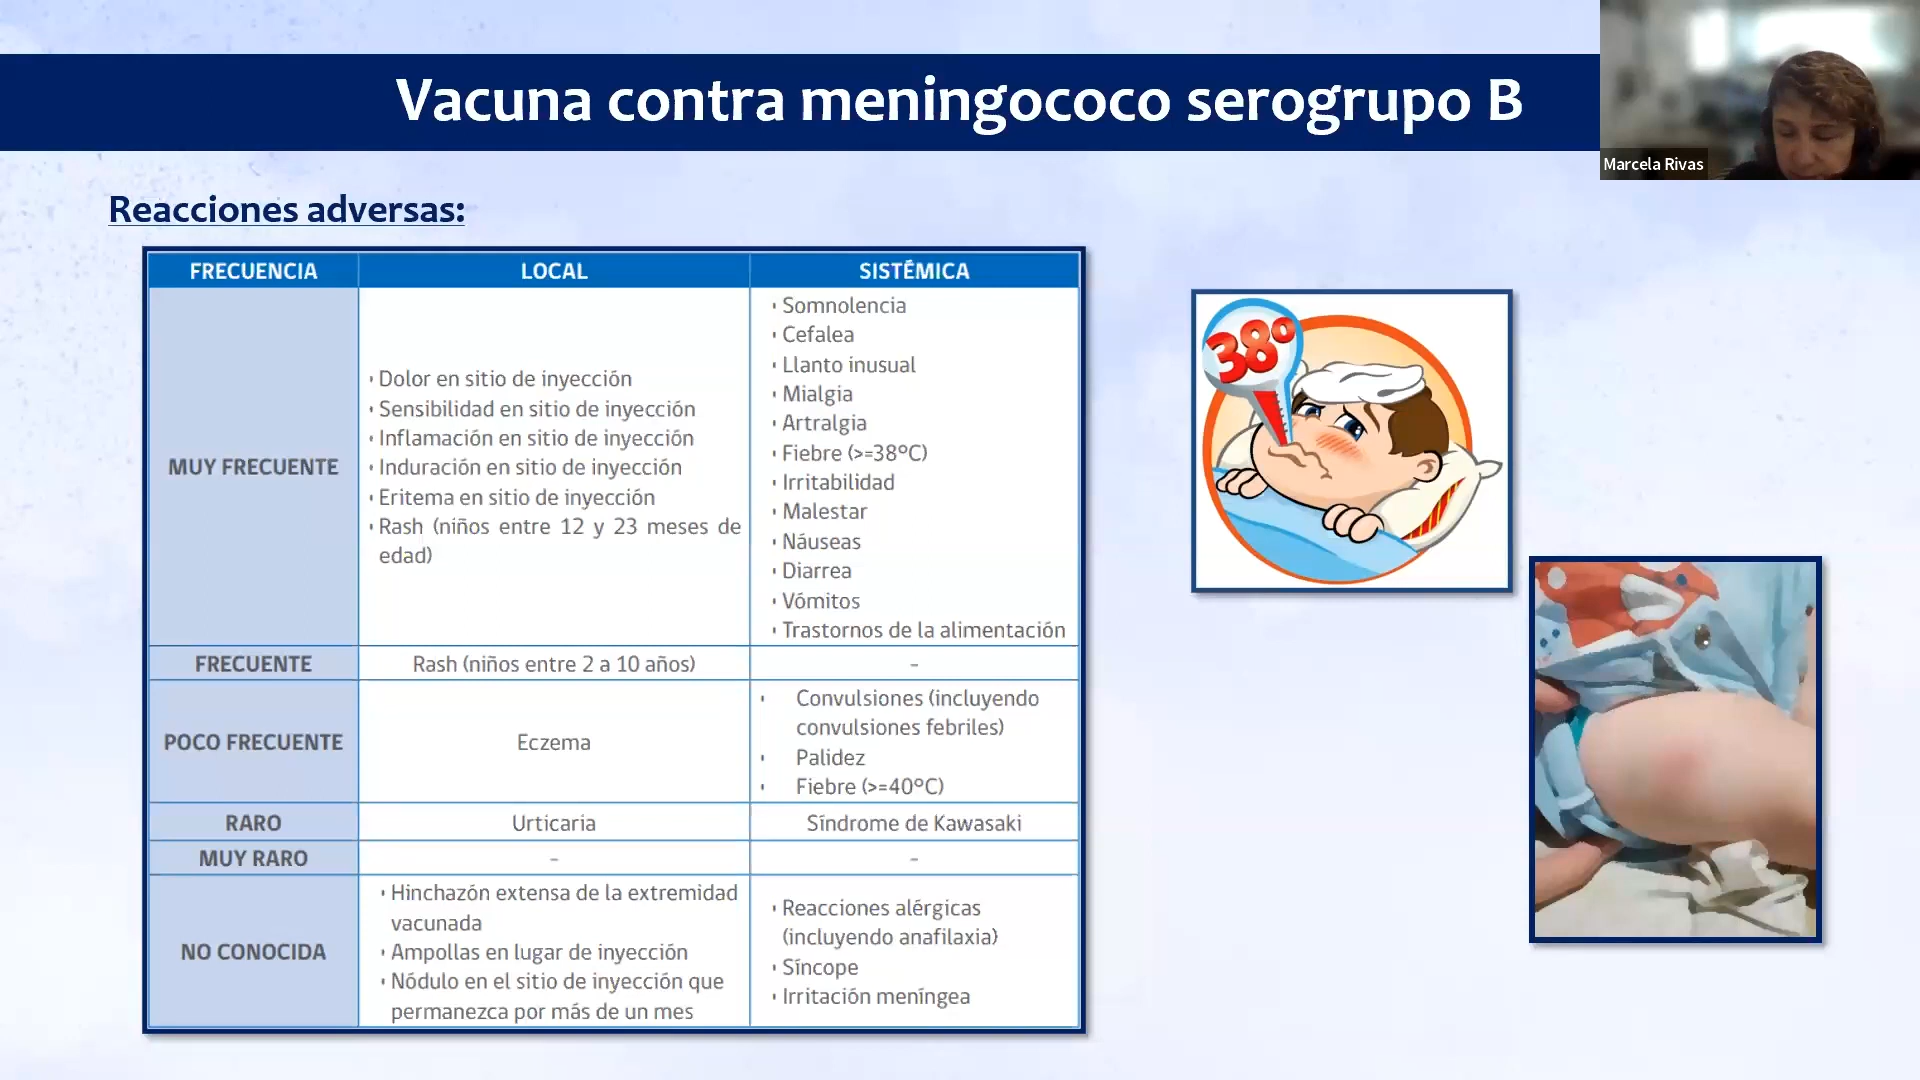 Vacuna contra meningococo serogrupo B
Marcela Rivas
Reacciones adversas:
FRECUENCIA LOCAL SISTÉMICA
MUY FRECUENTE
• Dolor en sitio de inyección
• Sensibilidad en sitio de inyección
• Inflamación en sitio de inyección
• Induración en sitio de inyección
• Eritema en sitio de inyección
• Rash (niños entre 12 y 23 meses de
edad)
• Somnolencia
• Cefalea
• Llanto inusual
• Mialgia
• Artralgia
• Fiebre (>=38°C)
• Irritabilidad
• Malestar
• Náuseas
• Diarrea
• Vómitos
• Trastornos de la alimentación
FRECUENTE
Rash (niños entre 2 a 10 años)
-
POCO FRECUENTE
Eczema
• Convulsiones (incluyendo
convulsiones febriles)
• Palidez
• Fiebre (>=40°C)
RARO
Urticaria
Síndrome de Kawasaki
MUY RARO
-
-
NO CONOCIDA
• Hinchazón extensa de la extremidad
vacunada
• Ampollas en lugar de inyección
• Nódulo en el sitio de inyección que
permanezca por más de un mes
• Reacciones alérgicas
(incluyendo anafilaxia)
• Síncope
• Irritación meníngea
38°